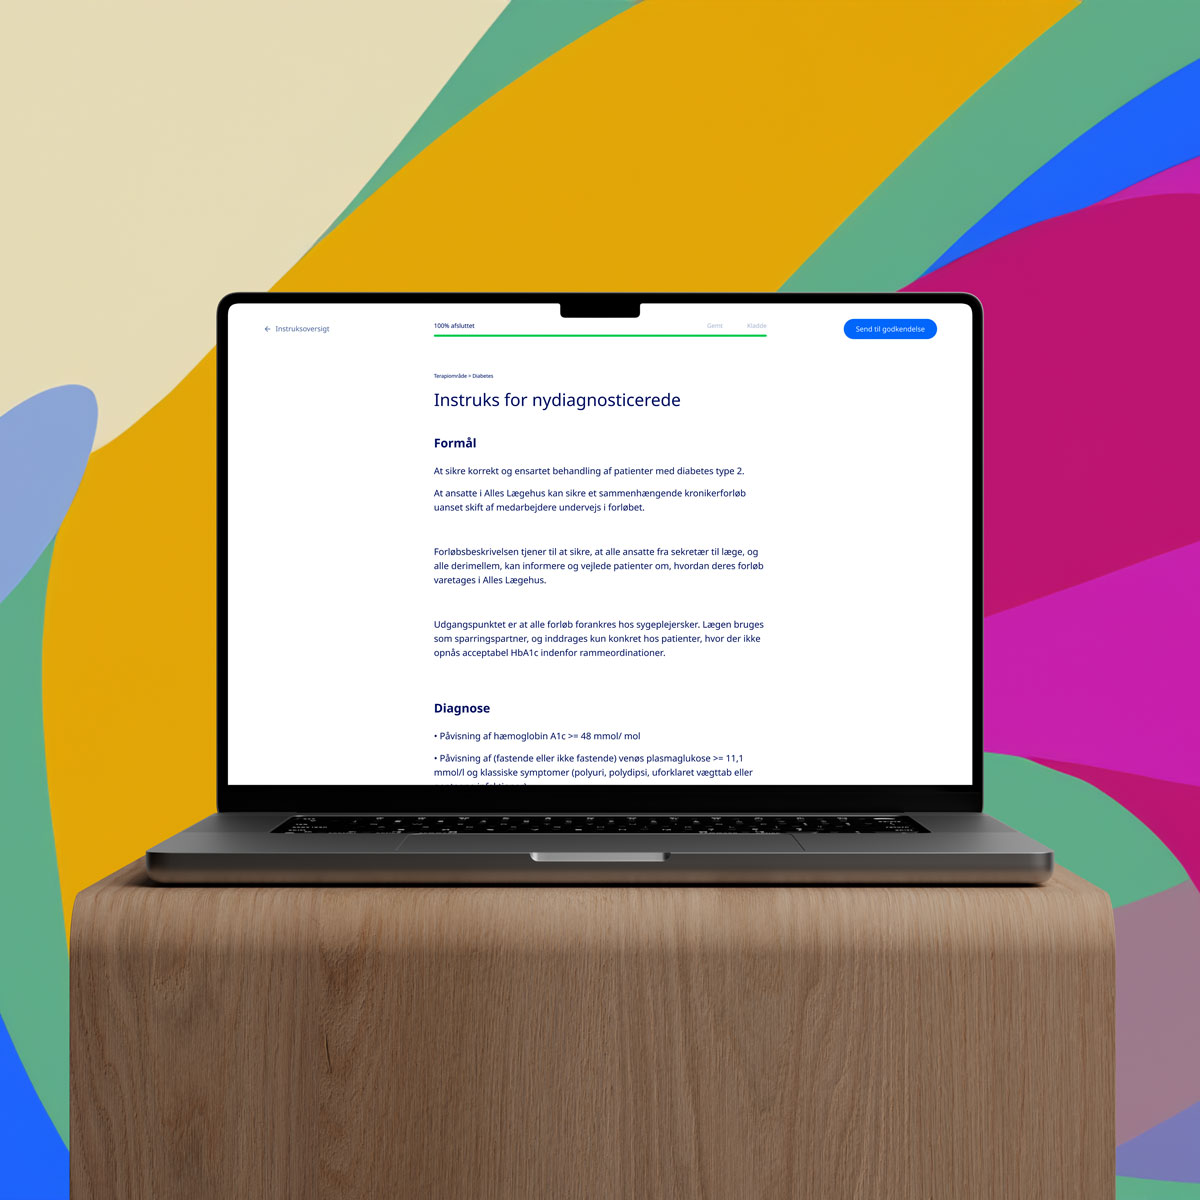 ← Instruksoversigt
100% afsluttet
Gemt
Kladde
Send til godkendelse
Terapiområde > Diabetes
Instruks for nydiagnosticerede
Formål
At sikre korrekt og ensartet behandling af patienter med diabetes type 2.
At ansatte i Alles Lægehus kan sikre et sammenhængende kronikerforløb
uanset skift af medarbejdere undervejs i forløbet.
Forløbsbeskrivelsen tjener til at sikre, at alle ansatte fra sekretær til læge, og
alle derimellem, kan informere og vejlede patienter om, hvordan deres forløb
varetages i Alles Lægehus.
Udgangspunktet er at alle forløb forankres hos sygeplejersker. Lægen bruges
som sparringspartner, og inddrages kun konkret hos patienter, hvor der ikke
opnås acceptabel HbA1c indenfor rammeordinationer.
Diagnose
• Påvisning af hæmoglobin A1c >= 48 mmol/ mol
• Påvisning af (fastende eller ikke fastende) venøs plasmaglukose >= 11,1
mmol/l og klassiske symptomer (polyuri, polydipsi, uforklaret vægttab eller